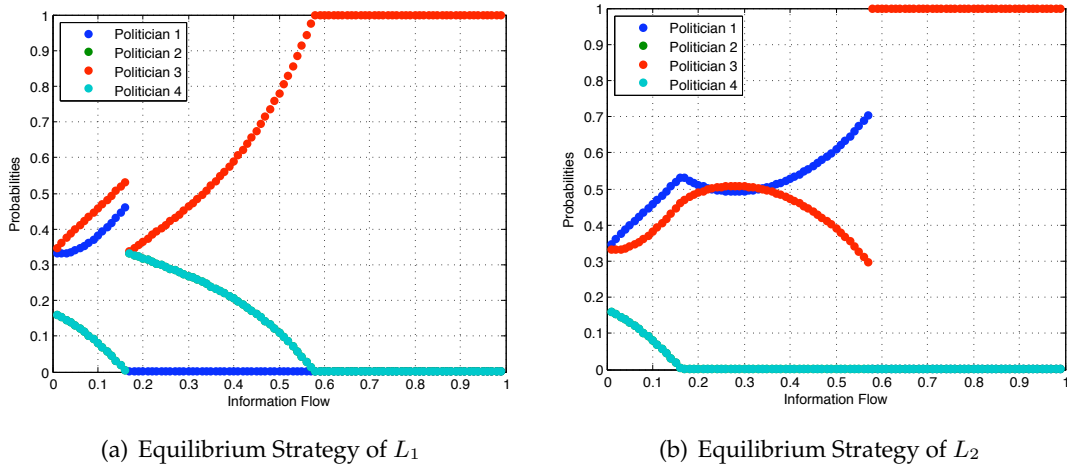 Politician 1
Politician 2
Politician 3
Politician 4
1
0.9
0.8
0.7
0.6
0.5
0.4
0.3
0.2
0.1
0
Probabilities
0 0.1 0.2 0.3 0.4 0.5 0.6 0.7 0.8 0.9 1
Information Flow
(a) Equilibrium Strategy of L1
Politician 1
Politician 2
Politician 3
Politician 4
1
0.9
0.8
0.7
0.6
0.5
0.4
0.3
0.2
0.1
0
Probabilities
0 0.1 0.2 0.3 0.4 0.5 0.6 0.7 0.8 0.9 1
Information Flow
(b) Equilibrium Strategy of L2